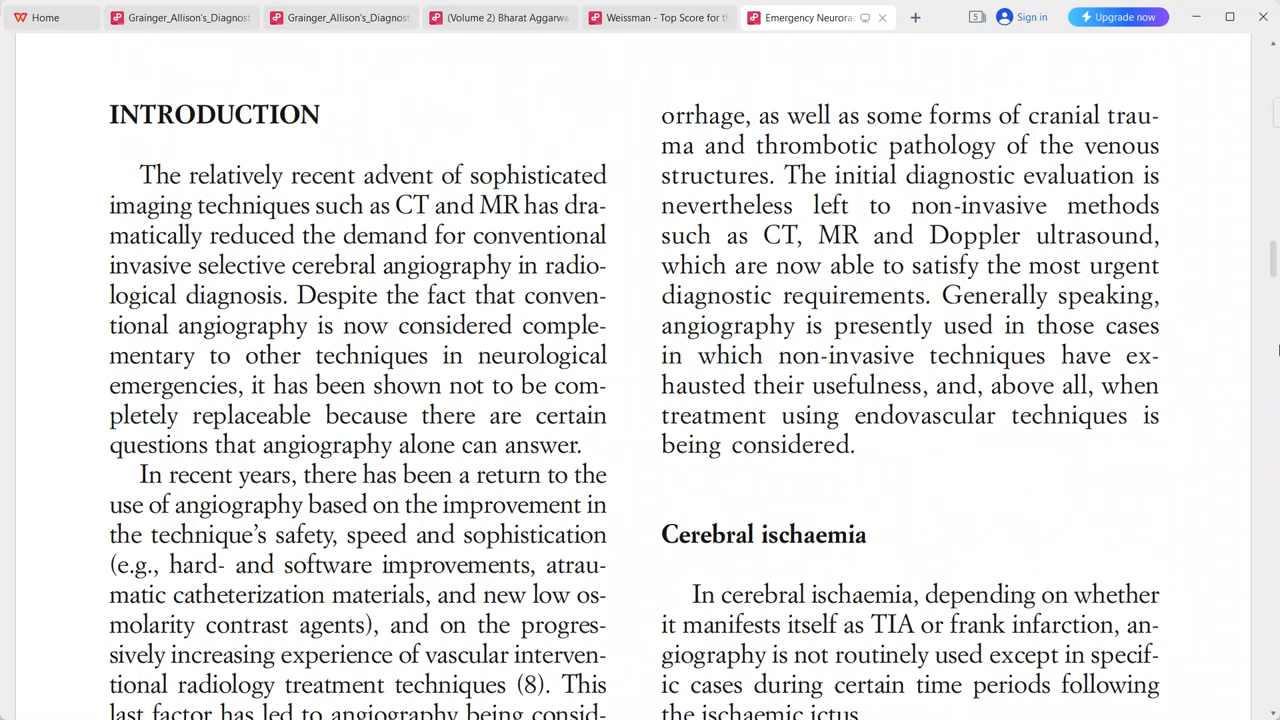 Home
Grainger_Allison's_Diagnost
Grainger_Allison's_Diagnost
(Volume 2) Bharat Aggarwa
Weissman - Top Score for t
Emergency Neurora
5
Sign in
Upgrade now
INTRODUCTION
The relatively recent advent of sophisticated
imaging techniques such as CT and MR has dra-
matically reduced the demand for conventional
invasive selective cerebral angiography in radio-
logical diagnosis. Despite the fact that conven-
tional angiography is now considered comple-
mentary to other techniques in neurological
emergencies, it has been shown not to be com-
pletely replaceable because there are certain
questions that angiography alone can answer.
In recent years, there has been a return to the
use of angiography based on the improvement in
the technique's safety, speed and sophistication
(e.g., hard- and software improvements, atrau-
matic catheterization materials, and new low os-
molarity contrast agents), and on the progres-
sively increasing experience of vascular interven-
tional radiology treatment techniques (8). This
last factor has led to angiography being consid-
orrhage, as well as some forms of cranial trau-
ma and thrombotic pathology of the venous
structures. The initial diagnostic evaluation is
nevertheless left to non-invasive methods
such as CT, MR and Doppler ultrasound,
which are now able to satisfy the most urgent
diagnostic requirements. Generally speaking,
angiography is presently used in those cases
in which non-invasive techniques have ex-
hausted their usefulness, and, above all, when
treatment using endovascular techniques is
being considered.
Cerebral ischaemia
In cerebral ischaemia, depending on whether
it manifests itself as TIA or frank infarction, an-
giography is not routinely used except in specif-
ic cases during certain time periods following
the ischaemic ictus.